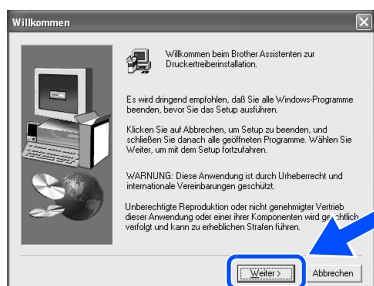 Willkommen
Willkommen beim Brother Assistenten zur
Druckertreiberinstallation.
Es wird dringend empfohlen, daß Sie alle Windows-Programme
beenden, bevor Sie das Setup ausführen.
Klicken Sie auf Abbrechen, um Setup zu beenden, und
schließen Sie danach alle geöffneten Programme. Wählen Sie
Weiter, um mit dem Setup fortzufahren.
WARNUNG: Diese Anwendung ist durch Urheberrecht und
internationale Vereinbarungen geschützt.
Unberechtigte Reproduktion oder nicht genehmigter Vertrieb
dieser Anwendung oder einer ihrer Komponenten wird gerichtlich
verfolgt und kann zu erheblichen Strafen führen.
Weiter > Abbrechen